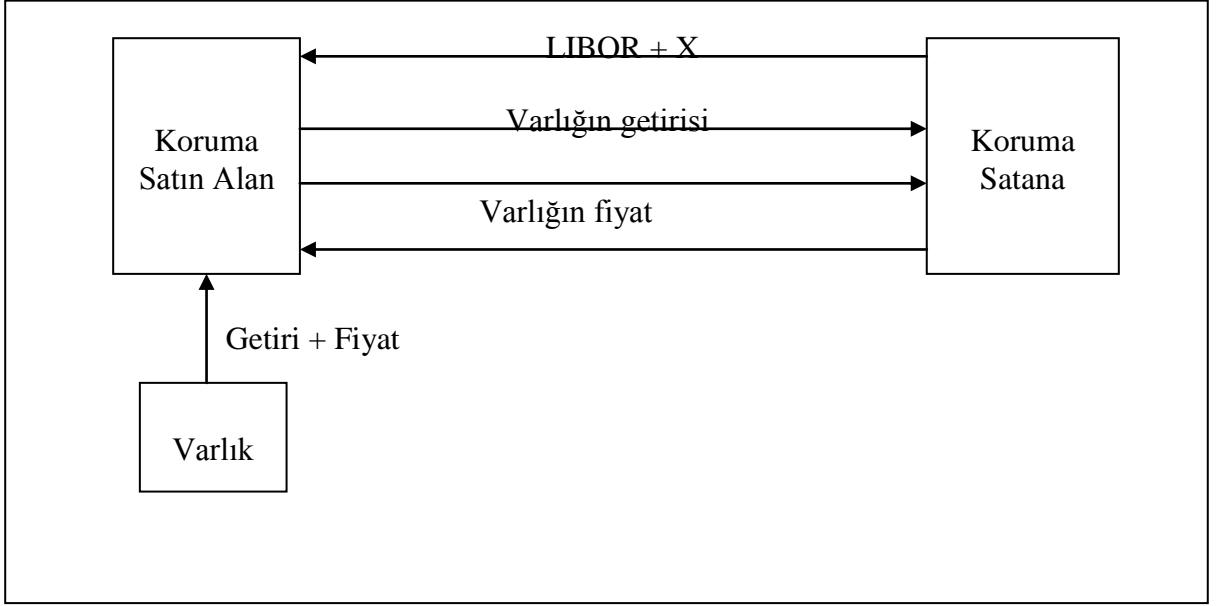 LIBOR + X
Varlığın getirisi
Koruma
Satın Alan
Koruma
Satana
Varlığın fiyat
Getiri + Fiyat
Varlık